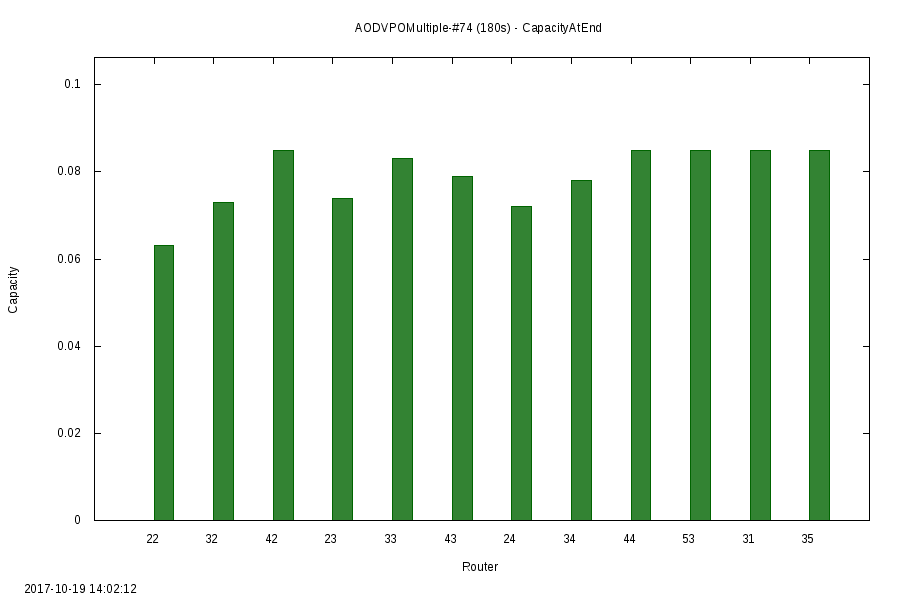 AODVPOMultiple-#74 (180s) - CapacityAtEnd
0.1
0.08
0.06
0.04
0.02
0
Capacity
22 32 42 23 33 43 24 34 44 53 31 35
Router
2017-10-19 14:02:12